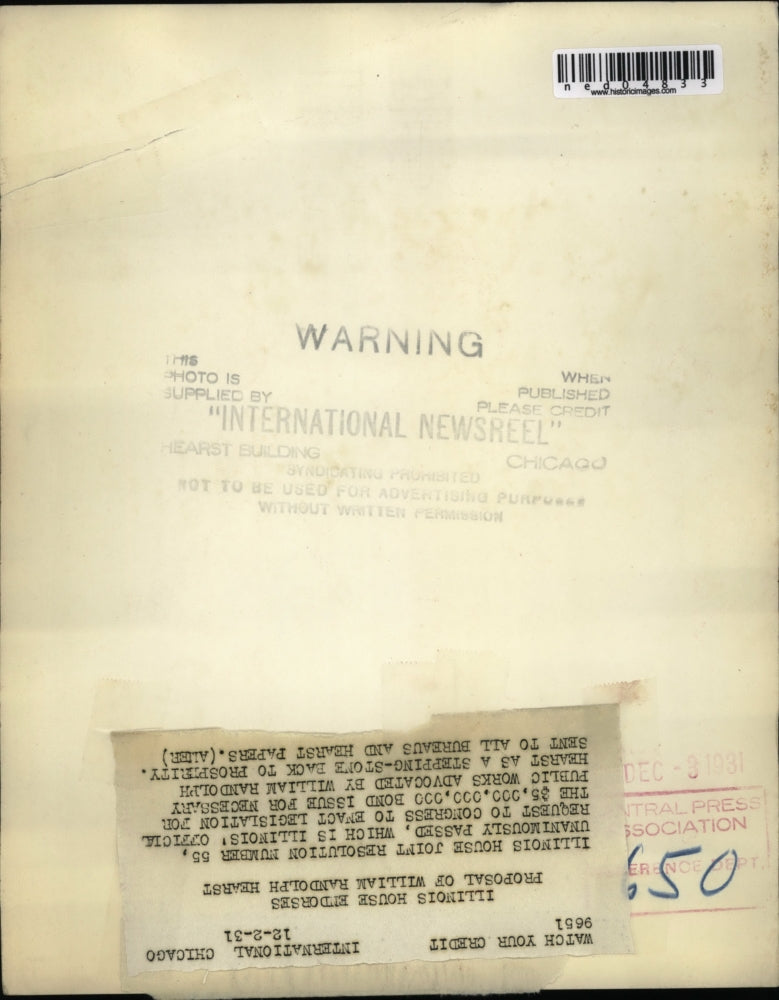 ned04833
www.historicimages.com
WARNING
THIS
PHOTO IS
SUPPLIED BY
WHEN
PUBLISHED
PLEASE CREDIT
"INTERNATIONAL NEWSREEL"
HEARST BUILDING
CHICAGO
SYNDICATING PROHIBITED
NOT TO BE USED FOR ADVERTISING PURPOSES
WITHOUT WRITTEN PERMISSION
WATCH YOUR CREDIT INTERNATIONAL CHICAGO
9651 12-2-31
ILLINOIS HOUSE ENDORSES
PROPOSAL OF WILLIAM RANDOLPH HEARST
ILLINOIS HOUSE JOINT RESOLUTION NUMBER 55,
UNANIMOUSLY PASSED, WHICH IS ILLINOIS' OFFICIA
REQUEST TO CONGRESS TO ENACT LEGISLATION FOR
THE $5,000,000,000 BOND ISSUE FOR NECESSARY
PUBLIC WORKS ADVOCATED BY WILLIAM RANDOLPH
HEARST AS A STEPPING-STONE BACK TO PROSPERITY.
SENT TO ALL BUREAUS AND HEARST PAPERS.
DEC - 3 1931
NTRAL PRESS
SSOCIATION
ERENCE DEPT.
650